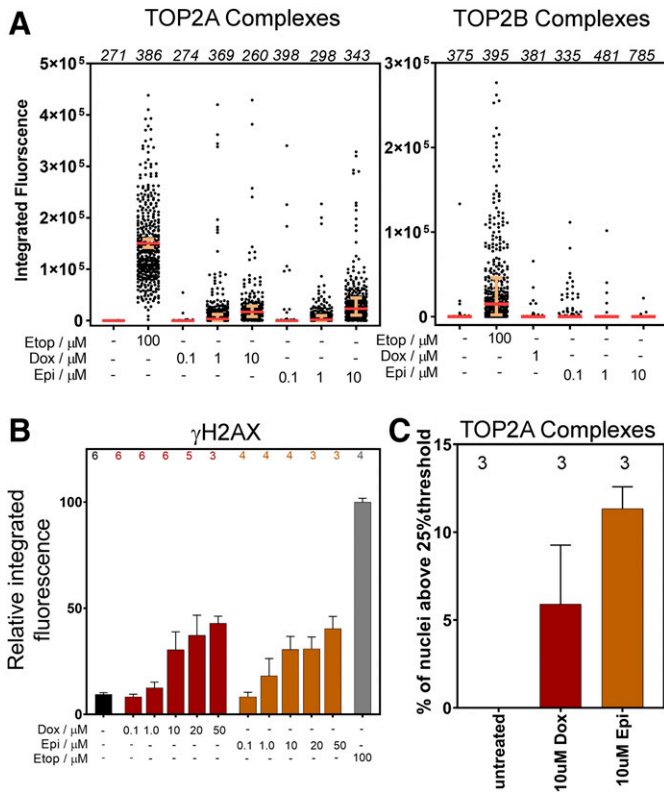 A
TOP2A Complexes
TOP2B Complexes
271 386 274 369 260 398 298 343
375 395 381 335 481 785
Integrated Fluorescence
5×10⁵
4×10⁵
3×10⁵
2×10⁵
1×10⁵
0
3×10⁵
2×10⁵
1×10⁵
0
Etop / μM - 100 - - - - - -
Dox / μM - - 0.1 1 10 - - -
Epi / μM - - - - - 0.1 1 10
Etop / μM - 100 - - - -
Dox / μM - - 1 - - -
Epi / μM - - - 0.1 1 10
B
γH2AX
6 6 6 6 5 3 4 4 4 3 3 4
Relative integrated
fluorescence
100
50
0
Dox / μM - 0.1 1.0 10 20 50 - - - - - -
Epi / μM - - - - - - 0.1 1.0 10 20 50 -
Etop / μM - - - - - - - - - - - 100
C
TOP2A Complexes
% of nuclei above 25%threshold
15
10
5
0
3 3 3
untreated
10uM Dox
10uM Epi